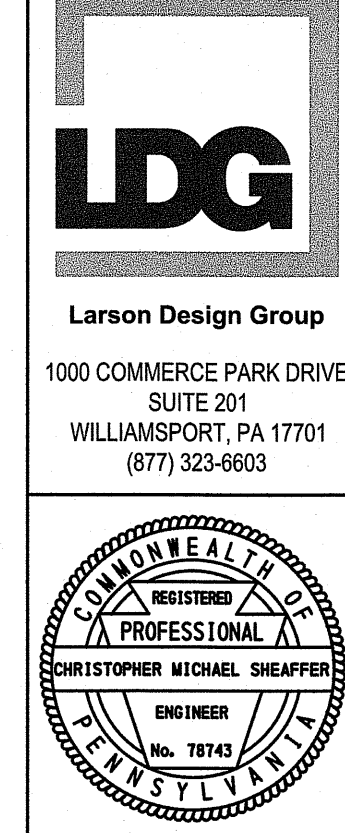 LDG
Larson Design Group
1000 COMMERCE PARK DRIVE
SUITE 201
WILLIAMSPORT, PA 17701
(877) 323-6603
COMMONWEALTH OF
REGISTERED
PROFESSIONAL
CHRISTOPHER MICHAEL SHEAFFER
ENGINEER
No. 78743
PENNSYLVANIA